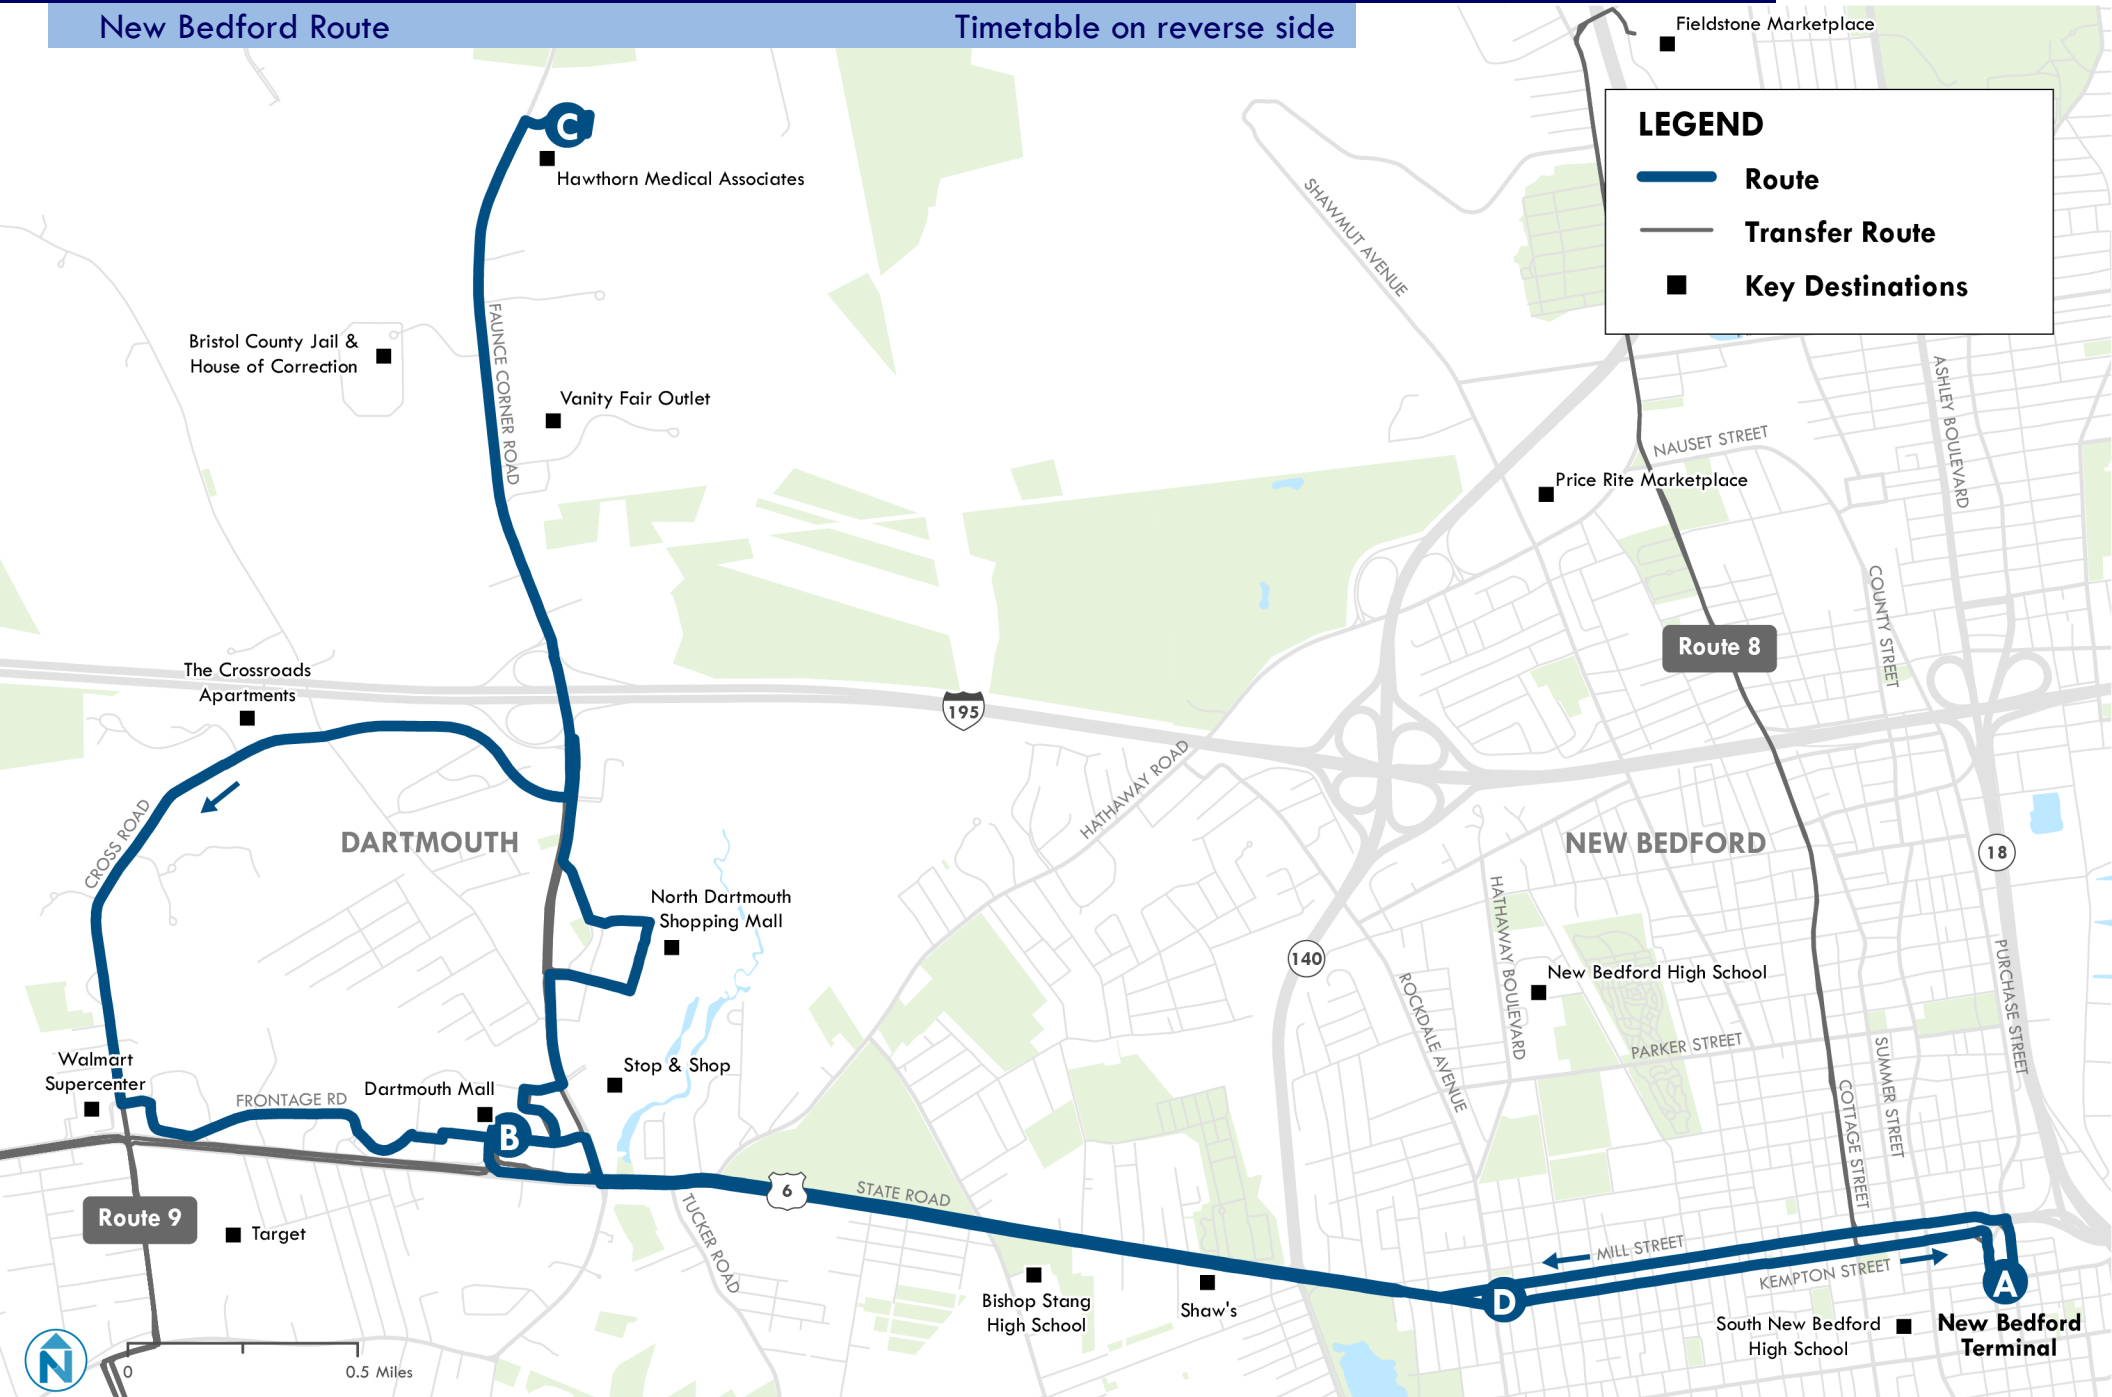 New Bedford Route
Timetable on reverse side
Fieldstone Marketplace
LEGEND
Route
Transfer Route
Key Destinations
C
Hawthorn Medical Associates
SHAWMUT AVENUE
Bristol County Jail &
House of Correction
FAUNCE CORNER ROAD
Vanity Fair Outlet
ASHLEY BOULEVARD
NAUSET STREET
Price Rite Marketplace
COUNTY STREET
Route 8
The Crossroads
Apartments
195
HATHAWAY ROAD
CROSS ROAD
DARTMOUTH
NEW BEDFORD
18
North Dartmouth
Shopping Mall
HATHAWAY BOULEVARD
140
New Bedford High School
ROCKDALE AVENUE
PURCHASE STREET
PARKER STREET
SUMMER STREET
COTTAGE STREET
Walmart
Supercenter
FRONTAGE RD
Dartmouth Mall
Stop & Shop
B
6
STATE ROAD
TUCKER ROAD
Route 9
Target
MILL STREET
KEMPTON STREET
Bishop Stang
High School
Shaw's
D
A
South New Bedford
High School
New Bedford
Terminal
N
0
0.5 Miles